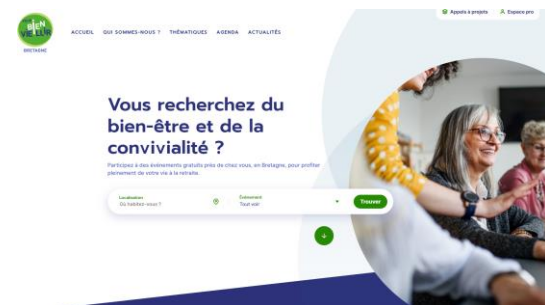 Appels à projets
Espace pro
BIEN
VIEILLIR
BRETAGNE
ACCUEIL
QUI SOMMES-NOUS ?
THÉMATIQUES
AGENDA
ACTUALITÉS
Vous recherchez du
bien-être et de la
convivialité ?
Participez à des événements gratuits près de chez vous, en Bretagne, pour profiter
pleinement de votre vie à la retraite.
Localisation
Où habitez-vous ?
Événement
Tout voir
Trouver